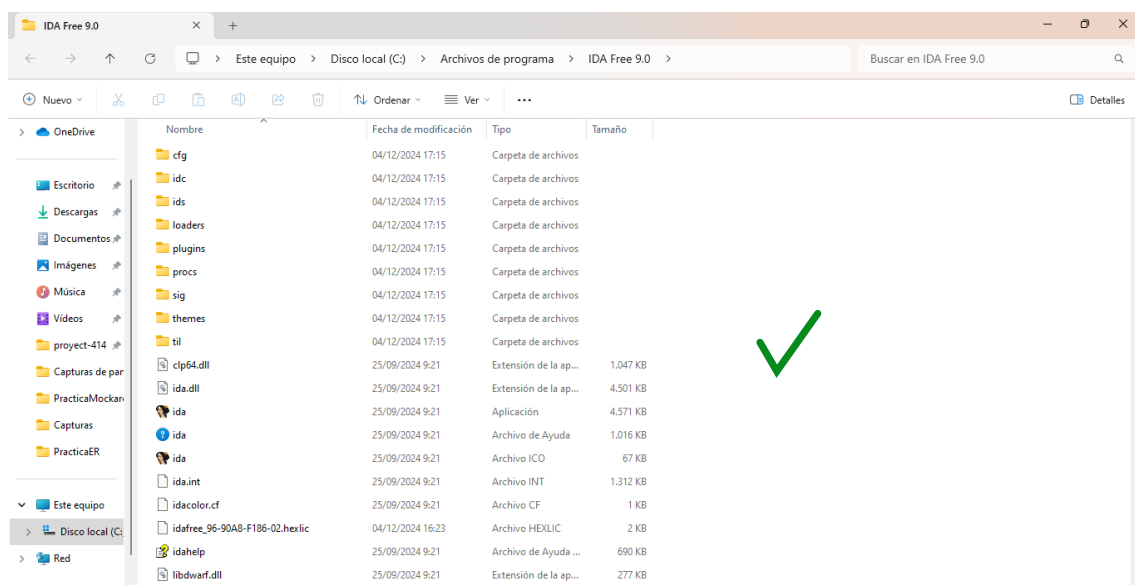 IDA Free 9.0
Este equipo > Disco local (C:) > Archivos de programa > IDA Free 9.0 >
Buscar en IDA Free 9.0
Nuevo Ordenar Ver ... Detalles
OneDrive
Escritorio
Descargas
Documentos
Imágenes
Música
Vídeos
proyect-414
Capturas de pan
PracticaMockar
Capturas
PracticaER
Este equipo
Disco local (C:
Red
Nombre Fecha de modificación Tipo Tamaño
cfg 04/12/2024 17:15 Carpeta de archivos
idc 04/12/2024 17:15 Carpeta de archivos
ids 04/12/2024 17:15 Carpeta de archivos
loaders 04/12/2024 17:15 Carpeta de archivos
plugins 04/12/2024 17:15 Carpeta de archivos
procs 04/12/2024 17:15 Carpeta de archivos
sig 04/12/2024 17:15 Carpeta de archivos
themes 04/12/2024 17:15 Carpeta de archivos
til 04/12/2024 17:15 Carpeta de archivos
clp64.dll 25/09/2024 9:21 Extensión de la ap... 1.047 KB
ida.dll 25/09/2024 9:21 Extensión de la ap... 4.501 KB
ida 25/09/2024 9:21 Aplicación 4.571 KB
ida 25/09/2024 9:21 Archivo de Ayuda 1.016 KB
ida 25/09/2024 9:21 Archivo ICO 67 KB
ida.int 25/09/2024 9:21 Archivo INT 1.312 KB
idacolor.cf 25/09/2024 9:21 Archivo CF 1 KB
idafree_96-90A8-F186-02.hexlic 04/12/2024 16:23 Archivo HEXLIC 2 KB
idahelp 25/09/2024 9:21 Archivo de Ayuda ... 690 KB
libdwarf.dll 25/09/2024 9:21 Extensión de la ap... 277 KB